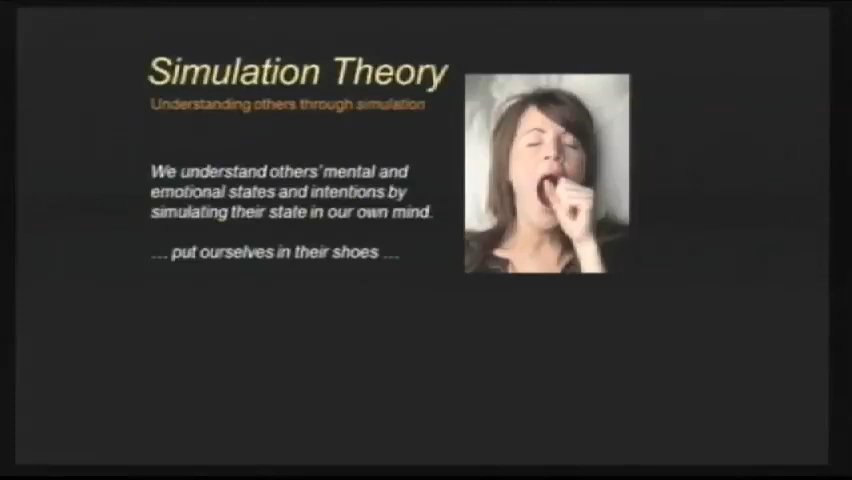 Simulation Theory
Understanding others through simulation
We understand others' mental and
emotional states and intentions by
simulating their state in our own mind.
... put ourselves in their shoes ...